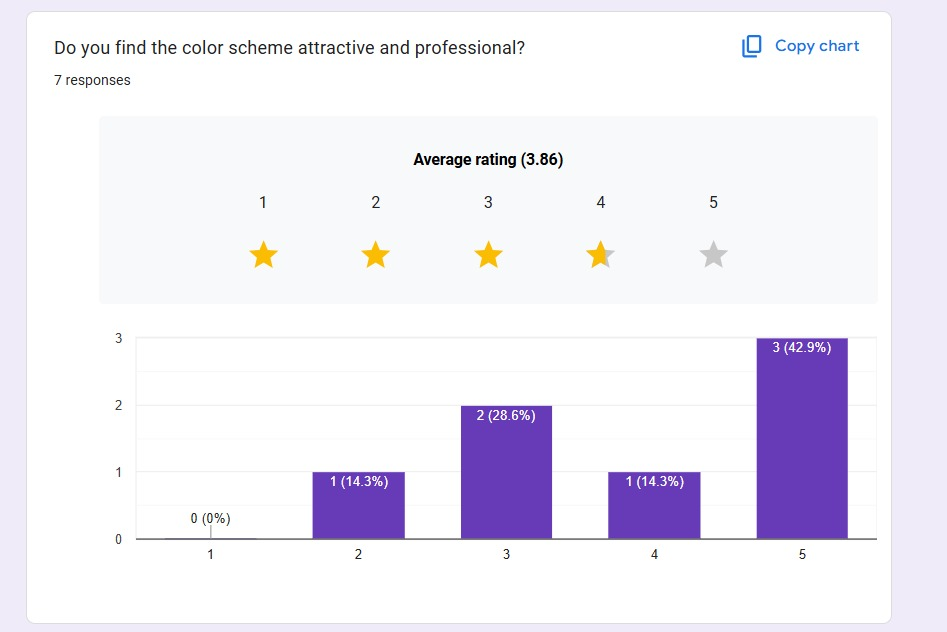 Do you find the color scheme attractive and professional?
Copy chart
7 responses
Average rating (3.86)
1 2 3 4 5
3
3 (42.9%)
2
2 (28.6%)
1
1 (14.3%)
1 (14.3%)
0 (0%)
0
1 2 3 4 5